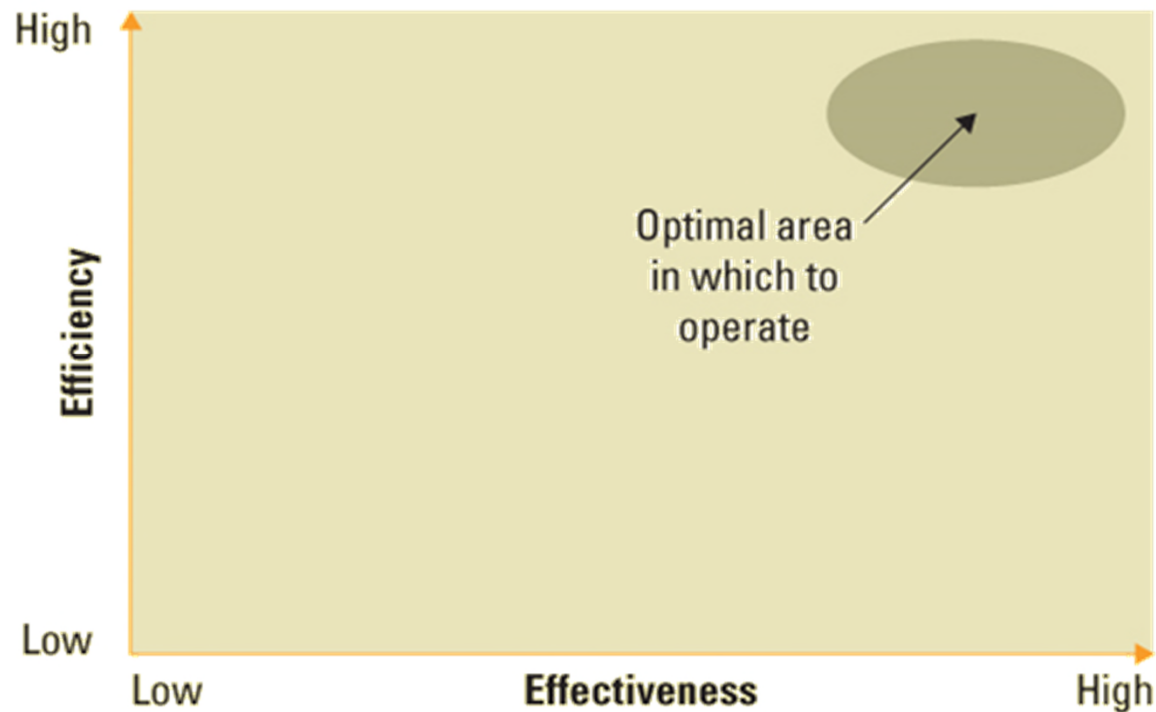 High
Optimal area
in which to
operate
Efficiency
Low
Low
Effectiveness
High